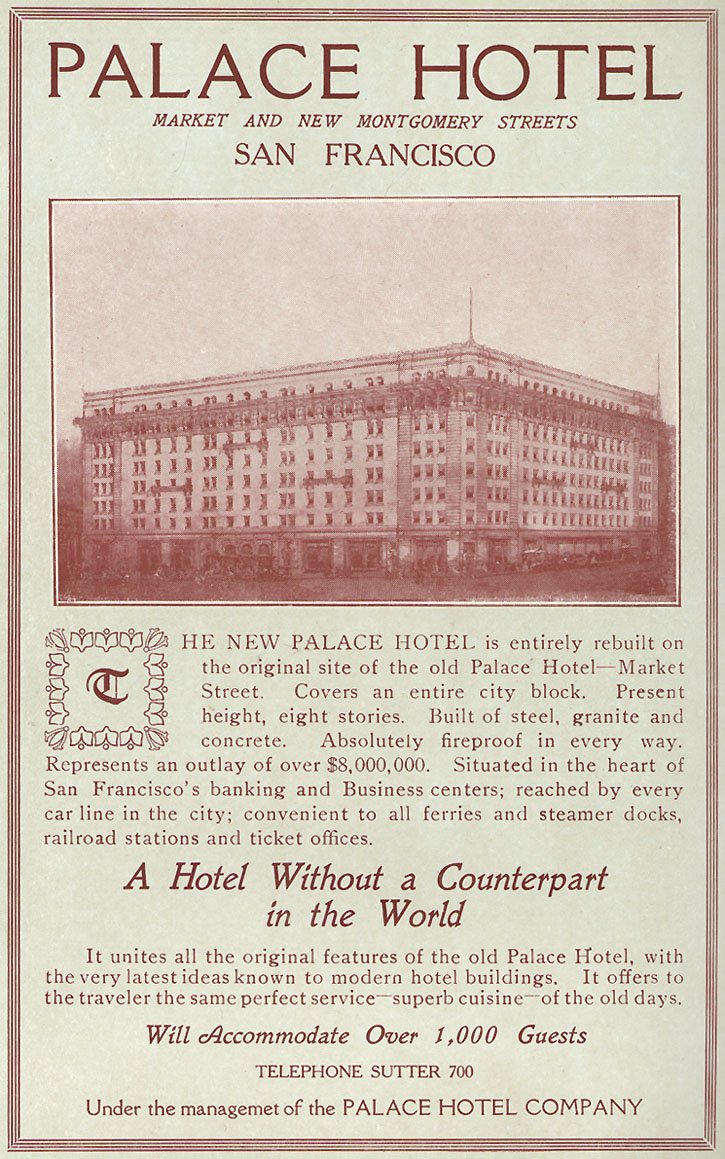 PALACE HOTEL
MARKET AND NEW MONTGOMERY STREETS
SAN FRANCISCO
THE NEW PALACE HOTEL is entirely rebuilt on
the original site of the old Palace Hotel—Market
Street. Covers an entire city block. Present
height, eight stories. Built of steel, granite and
concrete. Absolutely fireproof in every way.
Represents an outlay of over $8,000,000. Situated in the heart of
San Francisco's banking and Business centers; reached by every
car line in the city; convenient to all ferries and steamer docks,
railroad stations and ticket offices.
A Hotel Without a Counterpart
in the World
It unites all the original features of the old Palace Hotel, with
the very latest ideas known to modern hotel buildings. It offers to
the traveler the same perfect service—superb cuisine—of the old days.
Will Accommodate Over 1,000 Guests
TELEPHONE SUTTER 700
Under the managemet of the PALACE HOTEL COMPANY